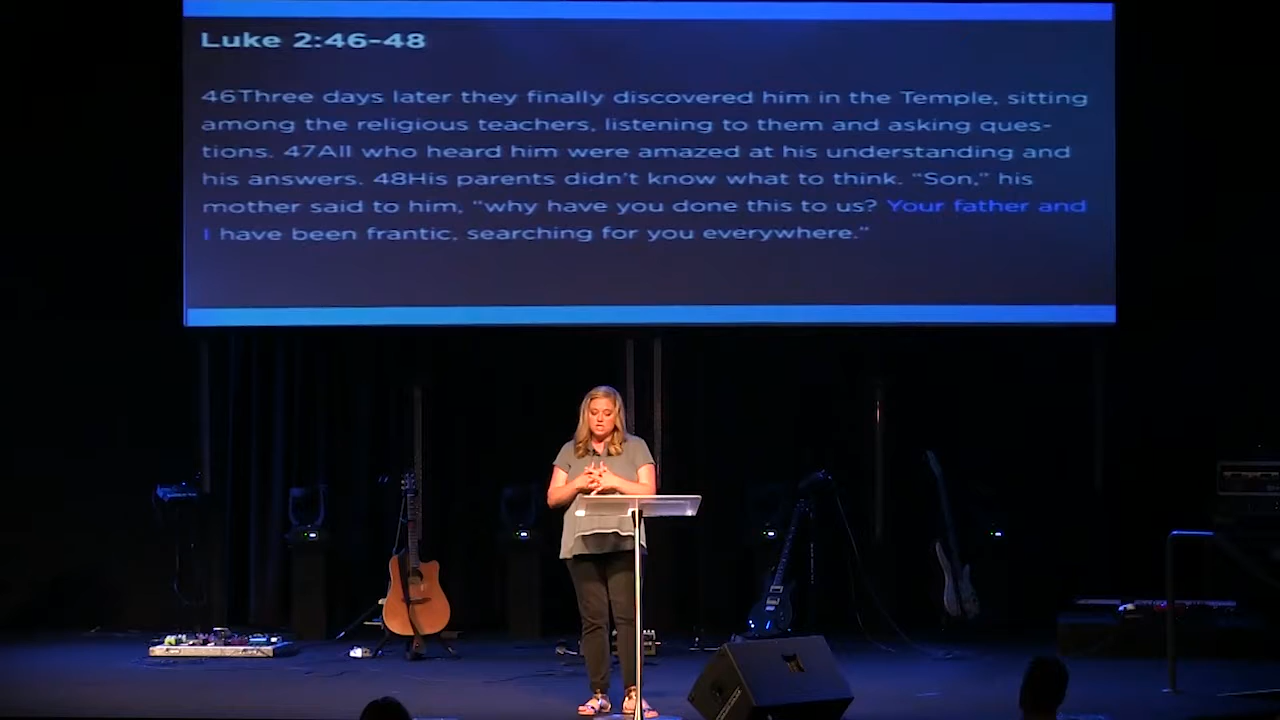 Luke 2:46-48
46Three days later they finally discovered him in the Temple, sitting
among the religious teachers, listening to them and asking ques-
tions. 47All who heard him were amazed at his understanding and
his answers. 48His parents didn't know what to think. “Son,” his
mother said to him, “why have you done this to us? Your father and
I have been frantic, searching for you everywhere.”